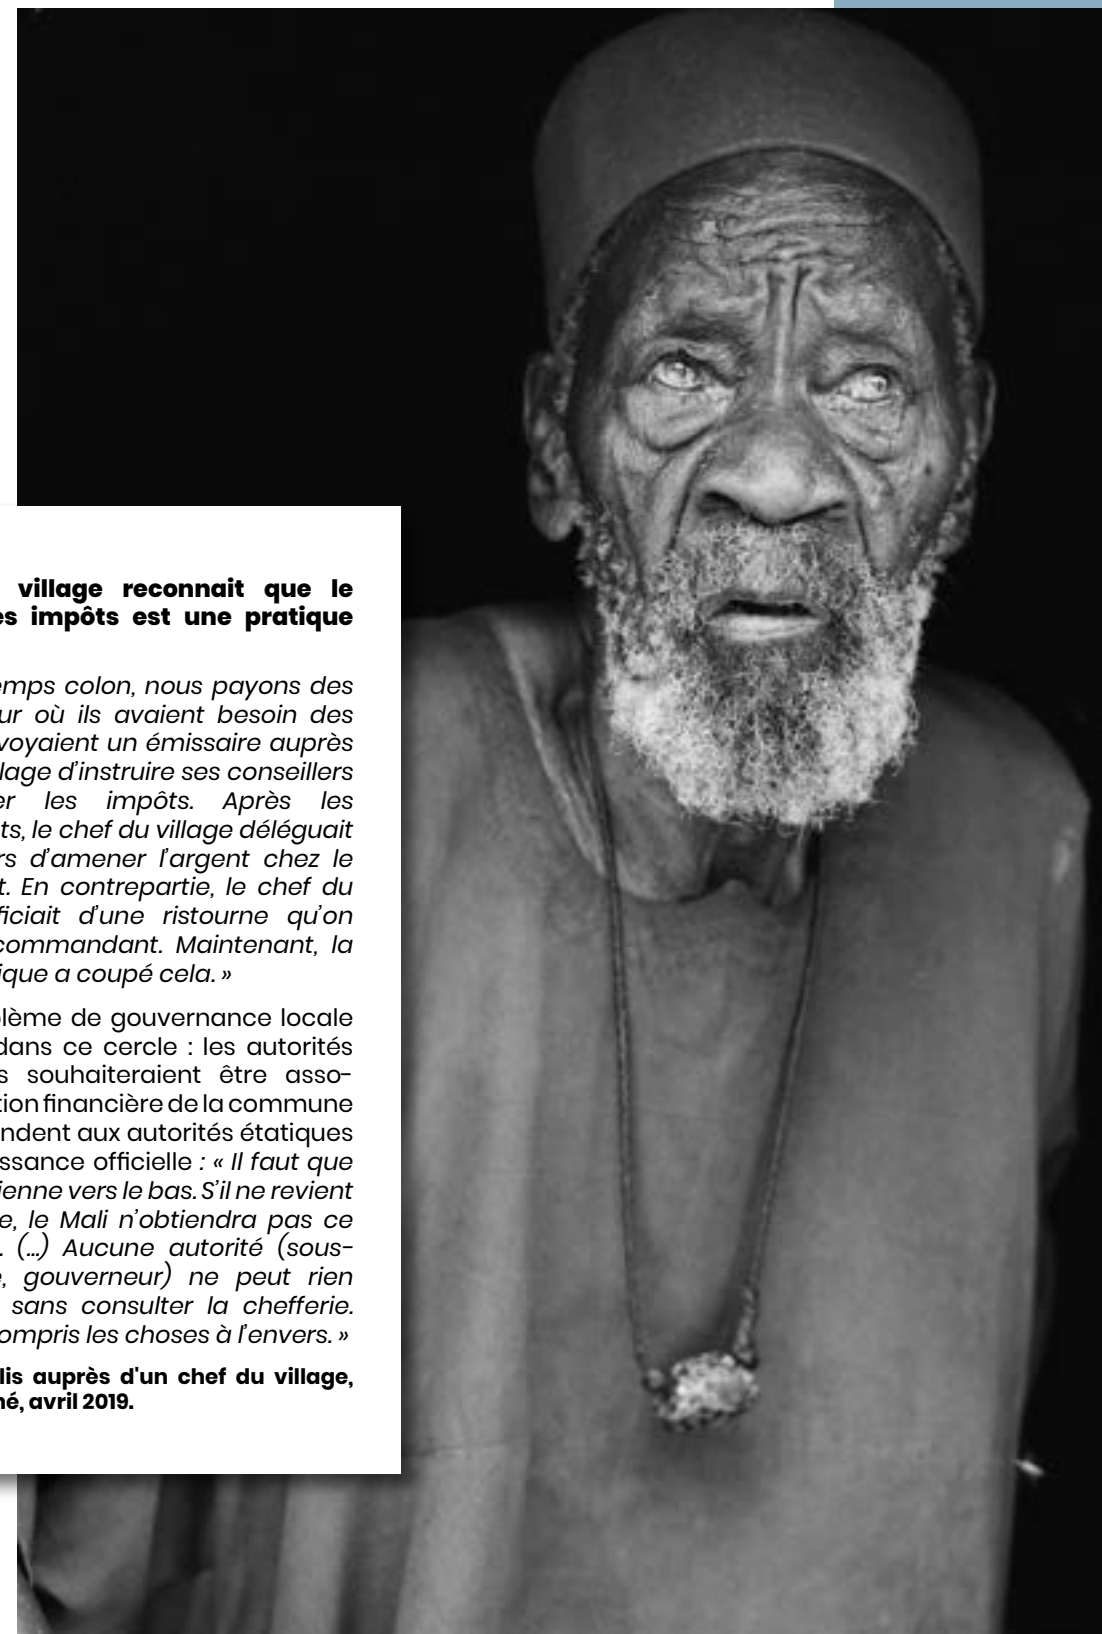 village reconnait que le
es impôts est une pratique
emps colon, nous payons des
ur où ils avaient besoin des
voyaient un émissaire auprès
lage d’instruire ses conseillers
er les impôts. Après les
ts, le chef du village déléguait
rs d’amener l’argent chez le
t. En contrepartie, le chef du
ficiait d’une ristourne qu’on
commandant. Maintenant, la
ique a coupé cela. »
blème de gouvernance locale
dans ce cercle : les autorités
s souhaiteraient être asso-
tion financière de la commune
ndent aux autorités étatiques
ssance officielle : « Il faut que
ienne vers le bas. S’il ne revient
e, le Mali n’obtiendra pas ce
. (...) Aucune autorité (sous-
e, gouverneur) ne peut rien
sans consulter la chefferie.
ompris les choses à l’envers. »
lis auprès d'un chef du village,
né, avril 2019.